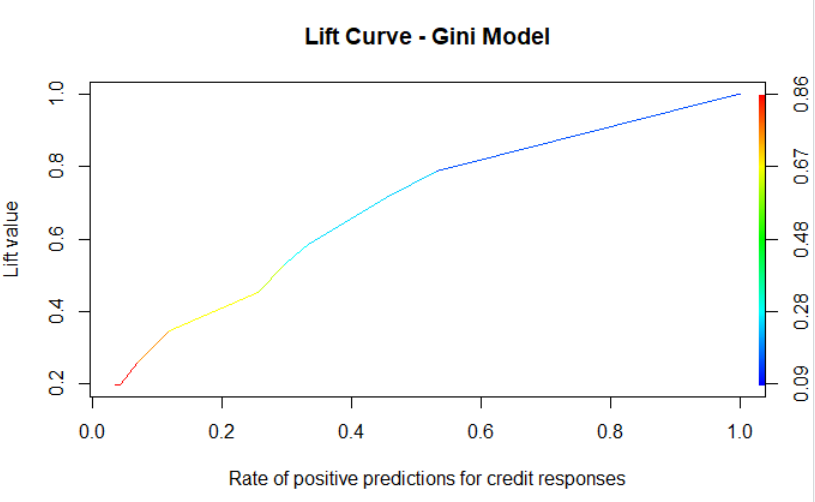 Lift Curve - Gini Model
Lift value
1.0
0.8
0.6
0.4
0.2
0.0 0.2 0.4 0.6 0.8 1.0
Rate of positive predictions for credit responses
0.86
0.67
0.48
0.28
0.09